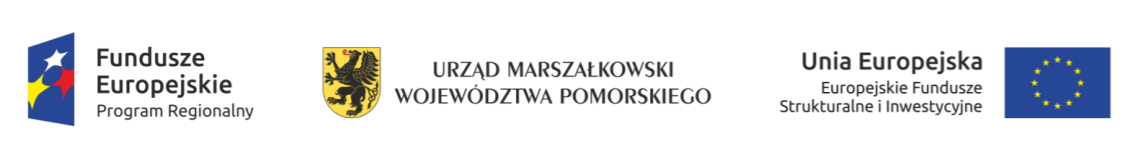 Fundusze
Europejskie
Program Regionalny
URZĄD MARSZAŁKOWSKI
WOJEWÓDZTWA POMORSKIEGO
Unia Europejska
Europejskie Fundusze
Strukturalne i Inwestycyjne